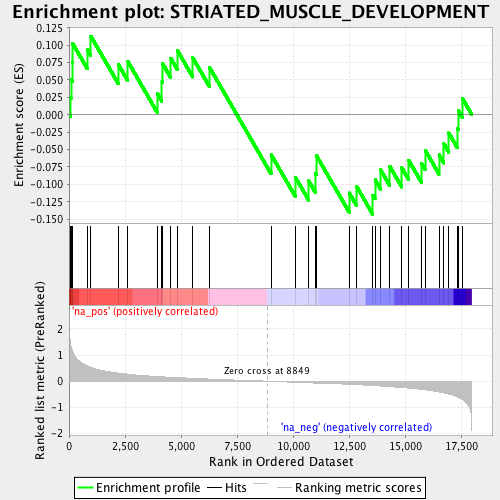 Enrichment plot: STRIATED_MUSCLE_DEVELOPMENT
Enrichment score (ES)
0.125
0.100
0.075
0.050
0.025
0.000
-0.025
-0.050
-0.075
-0.100
-0.125
-0.150
'na_pos' (positively correlated)
Ranked list metric (PreRanked)
2
1
0
-1
-2
Zero cross at 8849
'na_neg' (negatively correlated)
0
2,500
5,000
7,500
10,000
12,500
15,000
17,500
Rank in Ordered Dataset
Enrichment profile
Hits
Ranking metric scores